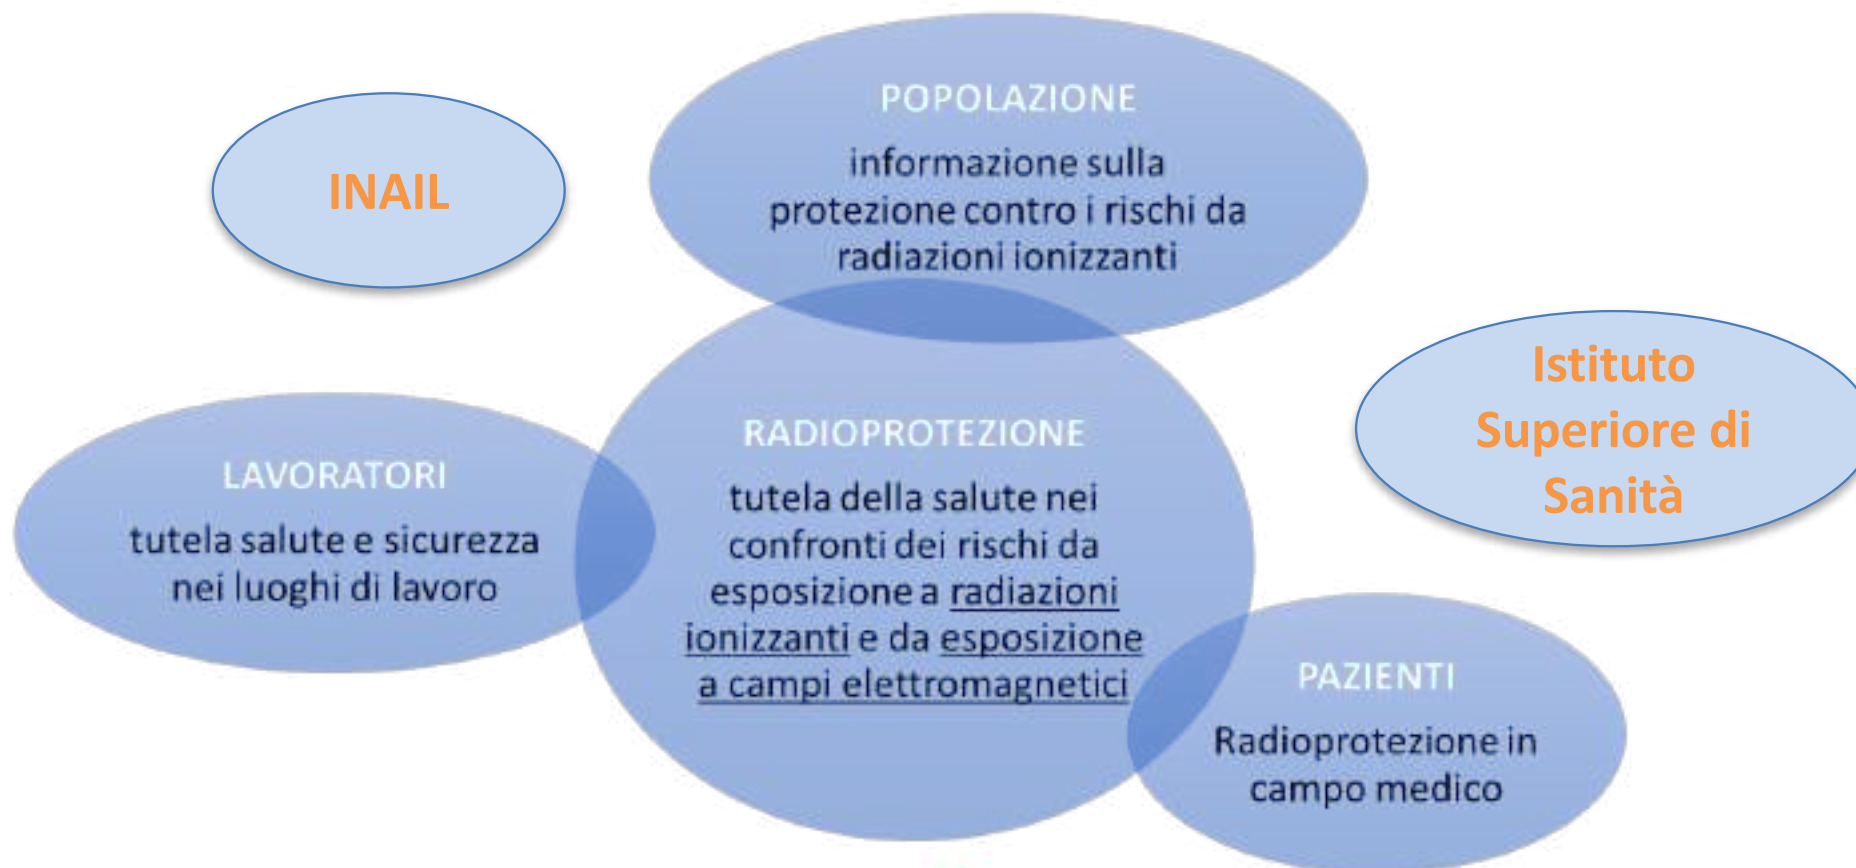 POPOLAZIONE
informazione sulla
protezione contro i rischi da
radiazioni ionizzanti
INAIL
Istituto
Superiore di
Sanità
LAVORATORI
tutela salute e sicurezza
nei luoghi di lavoro
RADIOPROTEZIONE
tutela della salute nei
confronti dei rischi da
esposizione a radiazioni
ionizzanti e da esposizione
a campi elettromagnetici
PAZIENTI
Radioprotezione in
campo medico